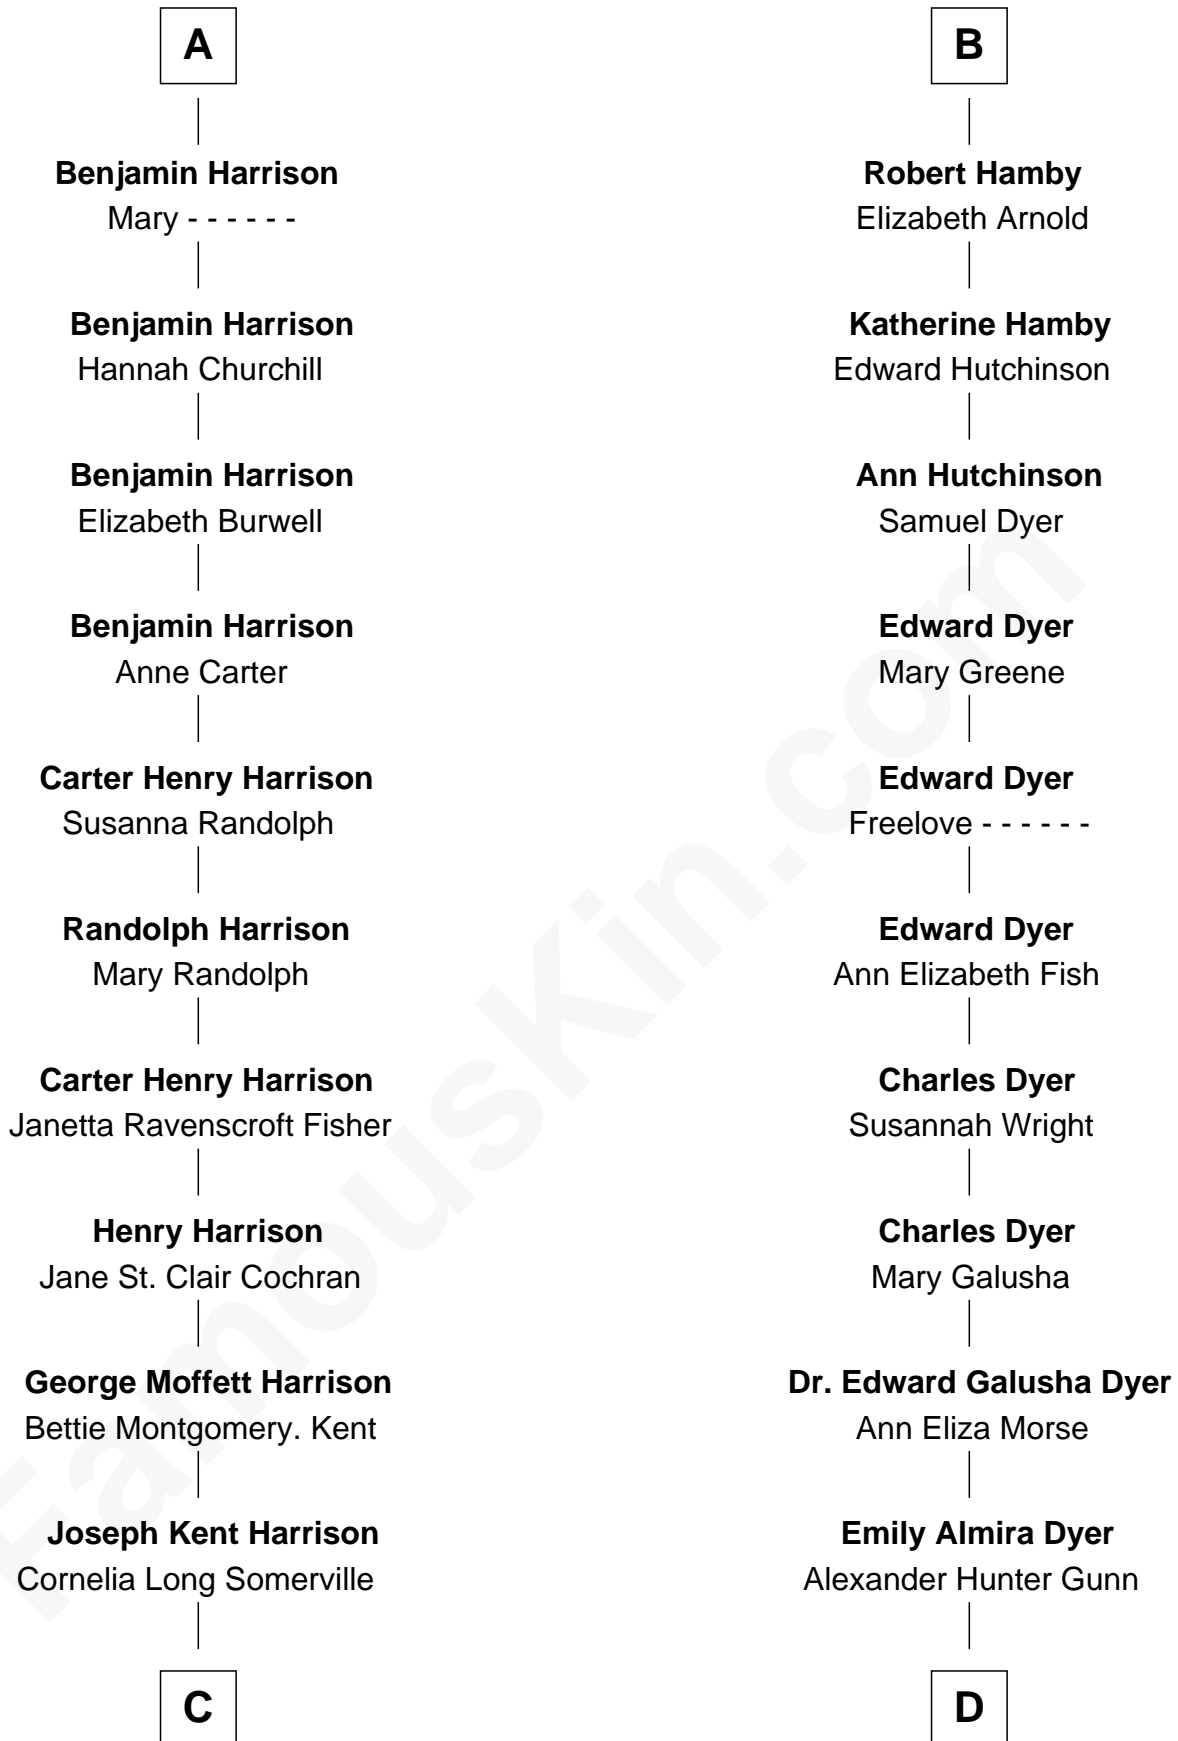 A
Benjamin Harrison
Mary - - - - - -
Benjamin Harrison
Hannah Churchill
Benjamin Harrison
Elizabeth Burwell
Benjamin Harrison
Anne Carter
Carter Henry Harrison
Susanna Randolph
Randolph Harrison
Mary Randolph
Carter Henry Harrison
Janetta Ravenscroft Fisher
Henry Harrison
Jane St. Clair Cochran
George Moffett Harrison
Bettie Montgomery. Kent
Joseph Kent Harrison
Cornelia Long Somerville
C
B
Robert Hamby
Elizabeth Arnold
Katherine Hamby
Edward Hutchinson
Ann Hutchinson
Samuel Dyer
Edward Dyer
Mary Greene
Edward Dyer
Freelove - - - - - -
Edward Dyer
Ann Elizabeth Fish
Charles Dyer
Susannah Wright
Charles Dyer
Mary Galusha
Dr. Edward Galusha Dyer
Ann Eliza Morse
Emily Almira Dyer
Alexander Hunter Gunn
D
FamousKin.com